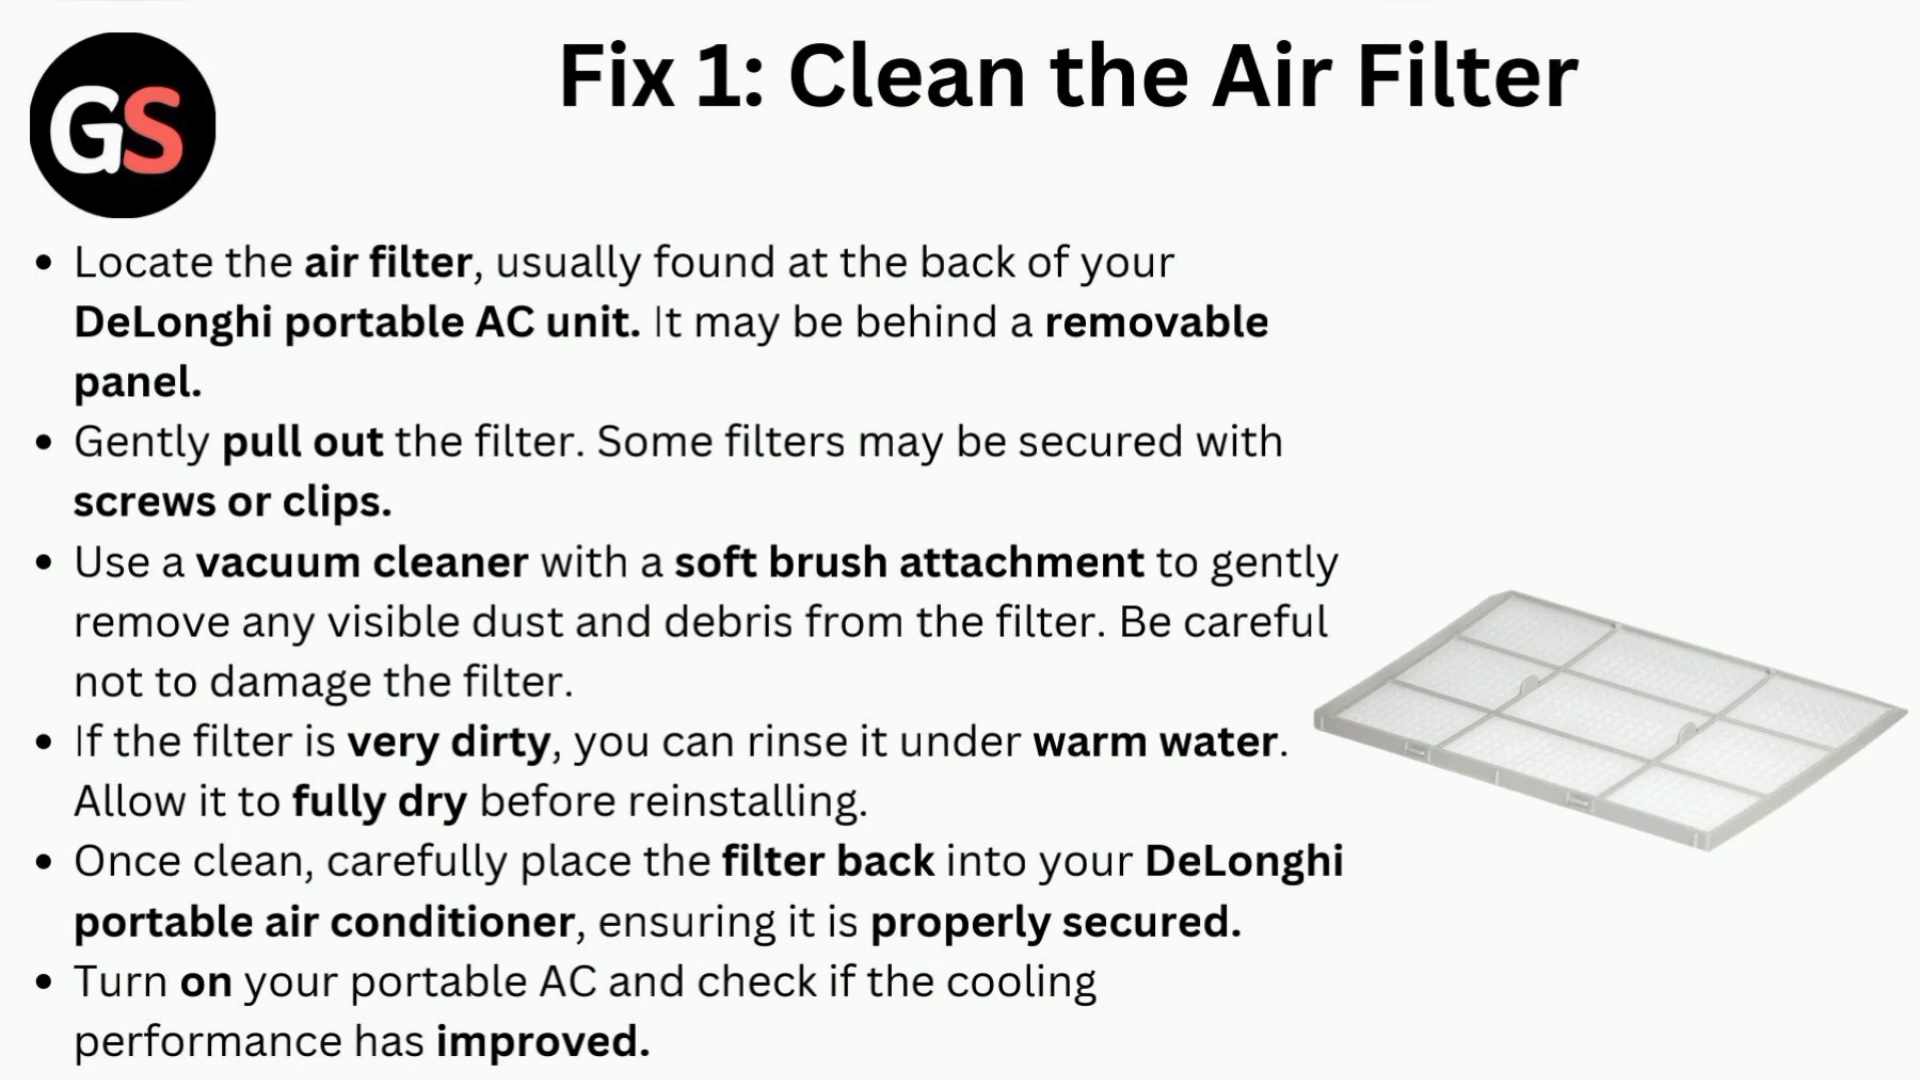 GS
Fix 1: Clean the Air Filter
• Locate the air filter, usually found at the back of your
DeLonghi portable AC unit. It may be behind a removable
panel.
• Gently pull out the filter. Some filters may be secured with
screws or clips.
• Use a vacuum cleaner with a soft brush attachment to gently
remove any visible dust and debris from the filter. Be careful
not to damage the filter.
• If the filter is very dirty, you can rinse it under warm water.
Allow it to fully dry before reinstalling.
• Once clean, carefully place the filter back into your DeLonghi
portable air conditioner, ensuring it is properly secured.
• Turn on your portable AC and check if the cooling
performance has improved.